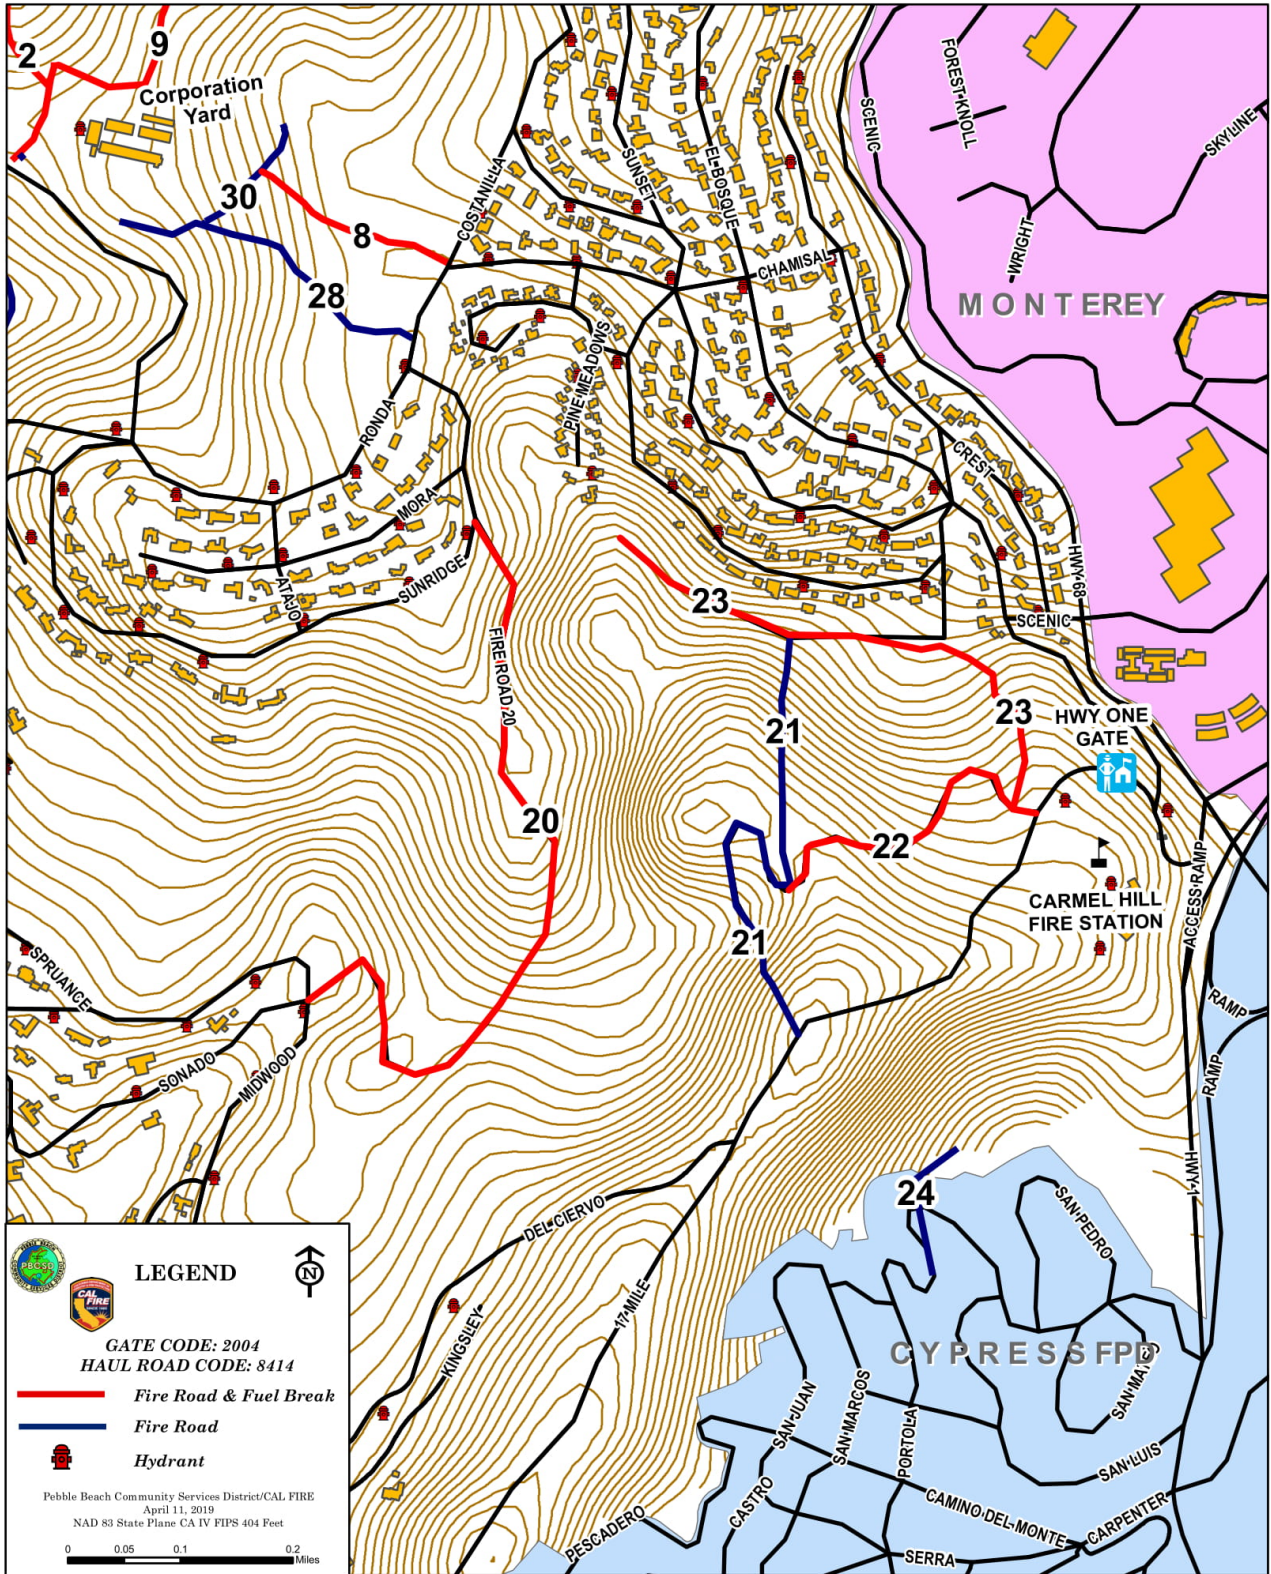 2
9
Corporation
Yard
30
8
28
COSTANILLA
SUNSET
EL BOSQUE
CHAMISAL
SCENIC
FOREST KNOLL
SKYLINE
WRIGHT
MONTEREY
PINE MEADOWS
RONDA
MORA
ATAJO
SUNRIDGE
CREST
HWY 68
SCENIC
23
FIRE ROAD 20
21
23
HWY ONE
GATE
20
22
CARMEL HILL
FIRE STATION
ACCESS RAMP
21
SPRUANCE
SONADO
MIDWOOD
RAMP
RAMP
HWY 1
24
DEL CIERVO
KINGSLEY
17 MILE
SAN PEDRO
CYPRESS FPD
SAN MATEO
SAN JUAN
SAN MARCOS
PORTOLA
SAN LUIS
CASTRO
CAMINO DEL MONTE
CARPENTER
PESCADERO
SERRA
PBCSD
CAL
FIRE
SINCE 1885
LEGEND
N
GATE CODE: 2004
HAUL ROAD CODE: 8414
Fire Road & Fuel Break
Fire Road
Hydrant
Pebble Beach Community Services District/CAL FIRE
April 11, 2019
NAD 83 State Plane CA IV FIPS 404 Feet
0 0.05 0.1 0.2
Miles